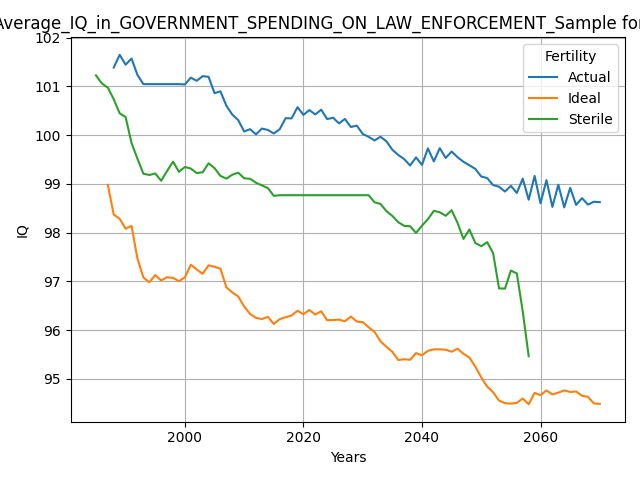 Average_IQ_in_GOVERNMENT_SPENDING_ON_LAW_ENFORCEMENT_Sample for
Fertility
Actual
Ideal
Sterile
102
101
100
99
98
97
96
95
IQ
2000 2020 2040 2060
Years